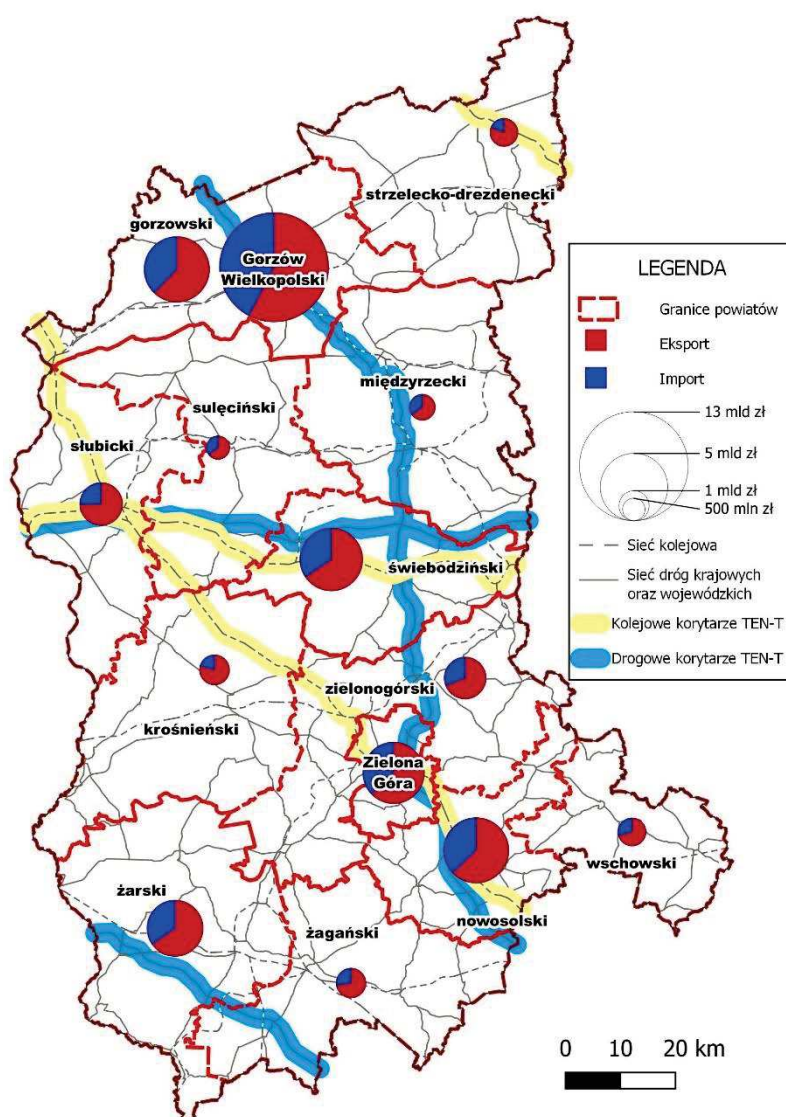 strzelecko-drezdenecki
gorzowski
Gorzów
Wielkopolski
międzyrzecki
sulęciński
słubicki
świebodziński
zielonogórski
krośnieński
Zielona
Góra
wschowski
nowosolski
żarski
żagański
LEGENDA
Granice powiatów
Eksport
Import
13 mld zł
5 mld zł
1 mld zł
500 mln zł
Sieć kolejowa
Sieć dróg krajowych
oraz wojewódzkich
Kolejowe korytarze TEN-T
Drogowe korytarze TEN-T
0 10 20 km